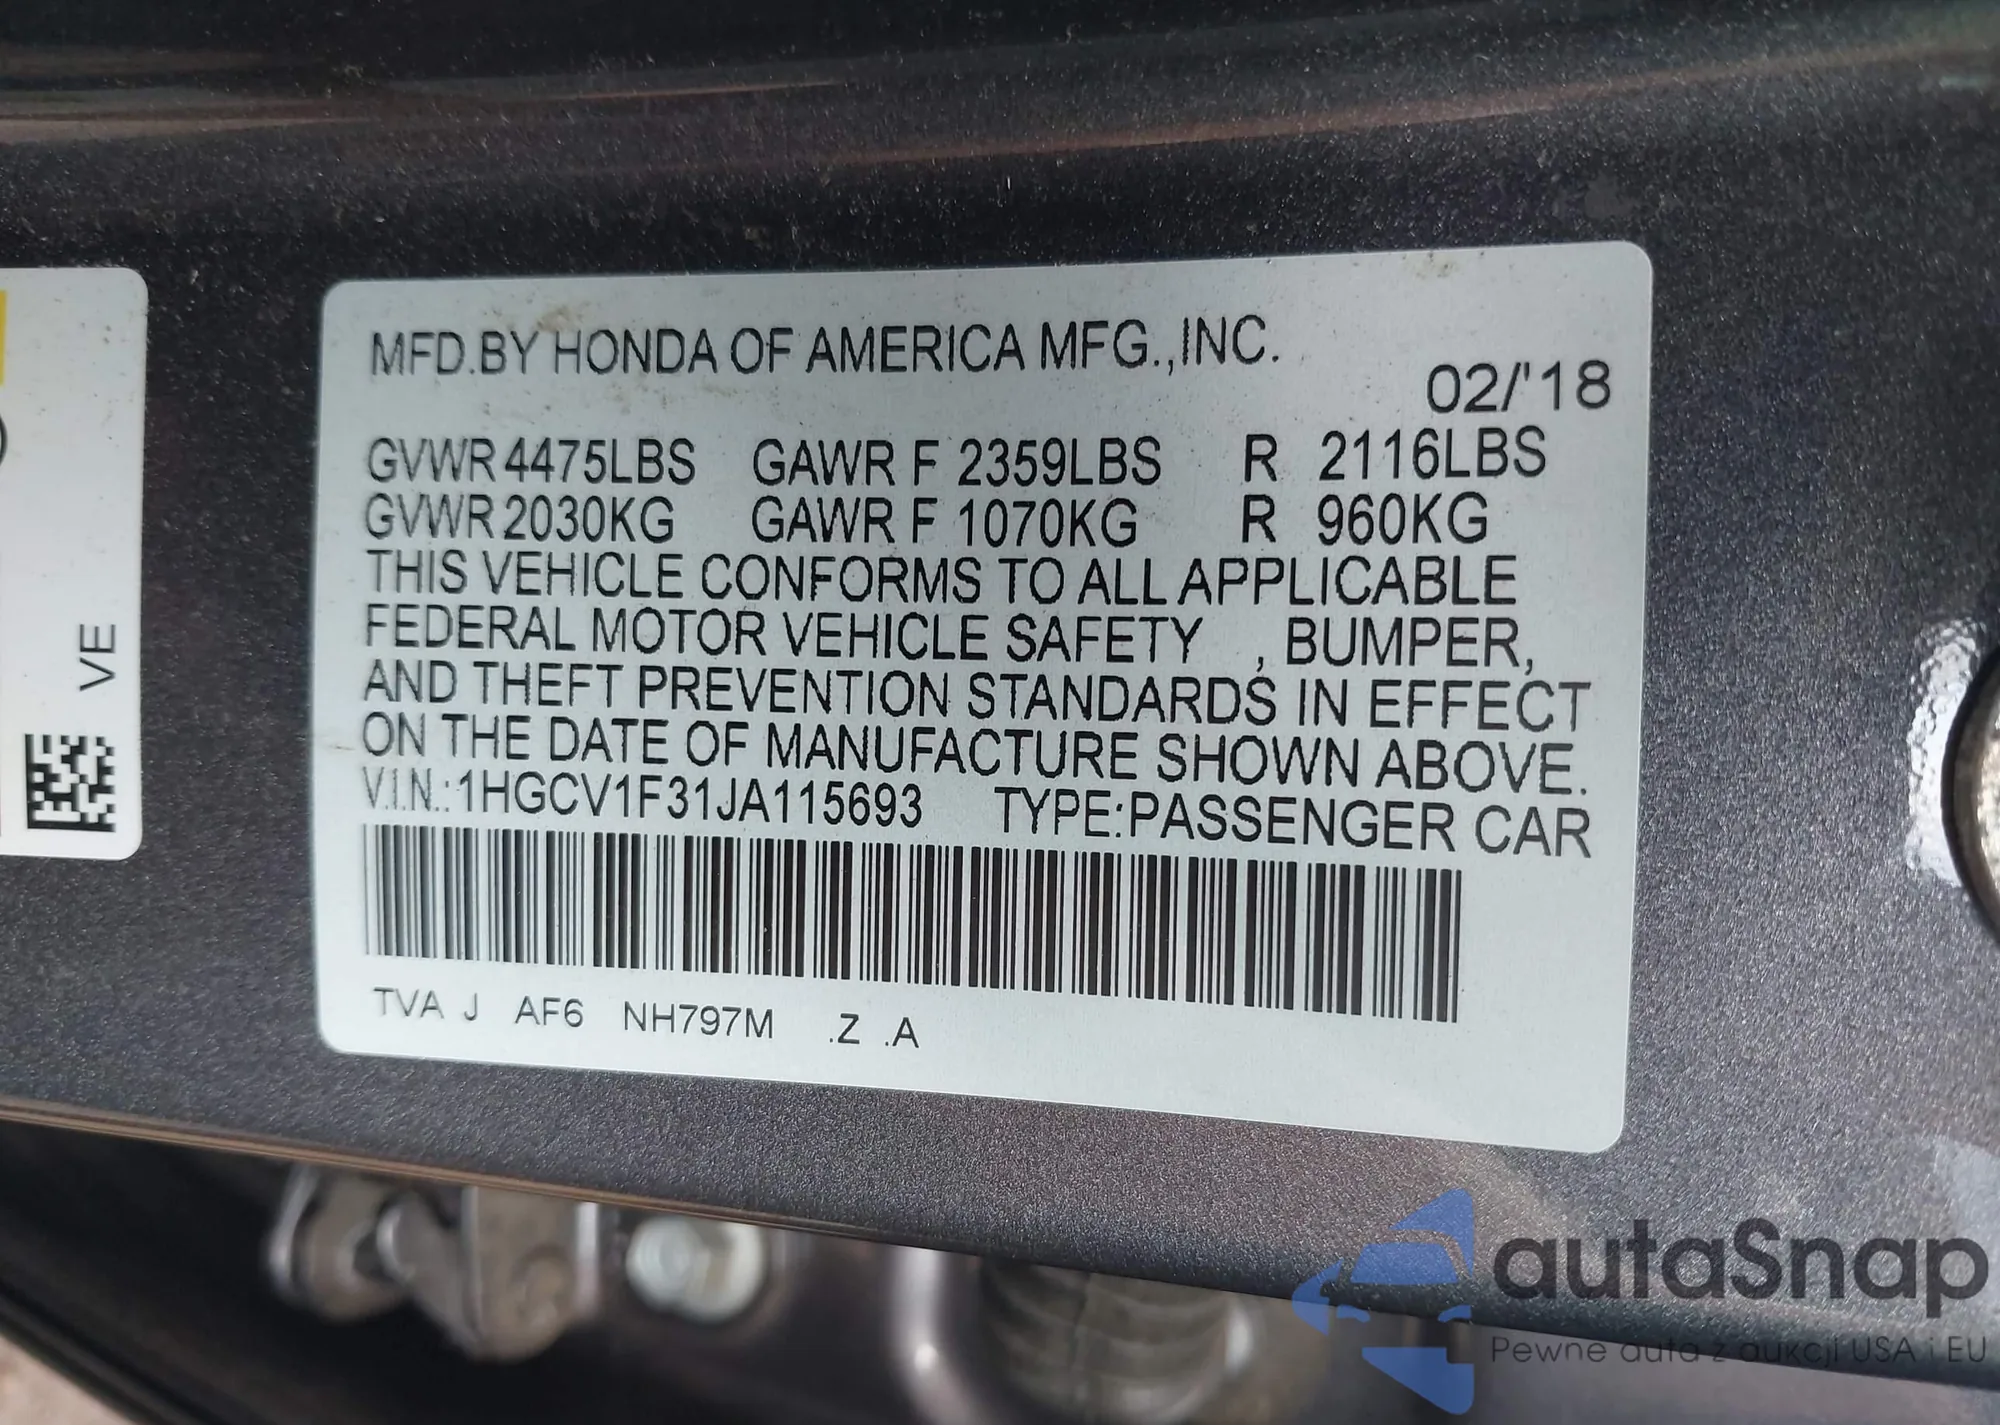 MFD.BY HONDA OF AMERICA MFG.,INC.
02/'18
GVWR 4475LBS GAWR F 2359LBS R 2116LBS
GVWR 2030KG GAWR F 1070KG R 960KG
THIS VEHICLE CONFORMS TO ALL APPLICABLE
FEDERAL MOTOR VEHICLE SAFETY , BUMPER,
AND THEFT PREVENTION STANDARDS IN EFFECT
ON THE DATE OF MANUFACTURE SHOWN ABOVE.
V.I.N.:1HGCV1F31JA115693 TYPE:PASSENGER CAR
TVA J AF6 NH797M .Z .A
VE
autaSnap
Pewne auta z aukcji USA i EU